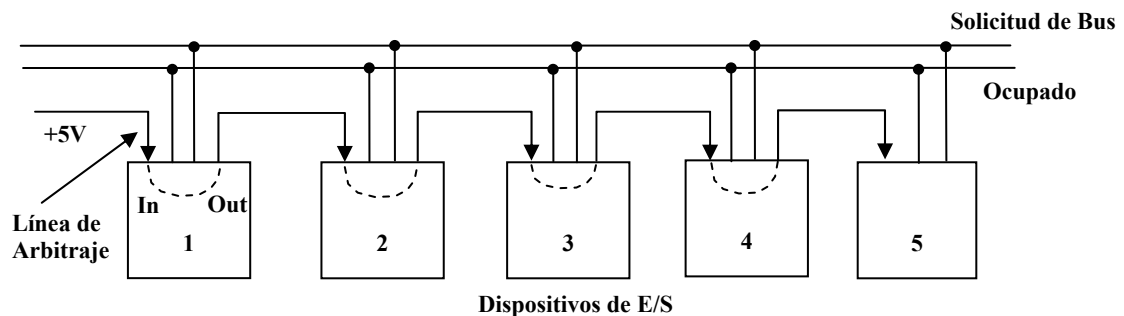 Solicitud de Bus
Ocupado
+5V
Línea de
Arbitraje
In
Out
1
2
3
4
5
Dispositivos de E/S